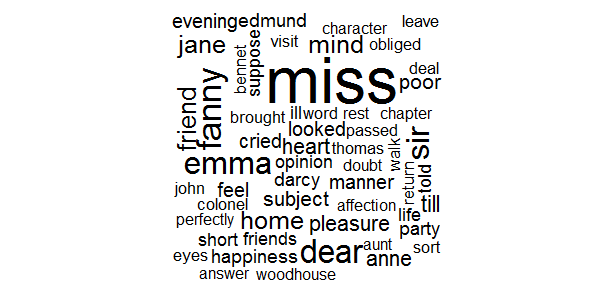 evening edmund character leave
jane visit mind obliged
bennet suppose deal
miss poor
friend fanny
brought ill word rest chapter
looked passed
cried heart thomas walk sir
emma opinion doubt return told
john feel darcy manner
colonel subject affection till
perfectly home pleasure life party
short friends aunt sort
eyes happiness dear anne
answer woodhouse